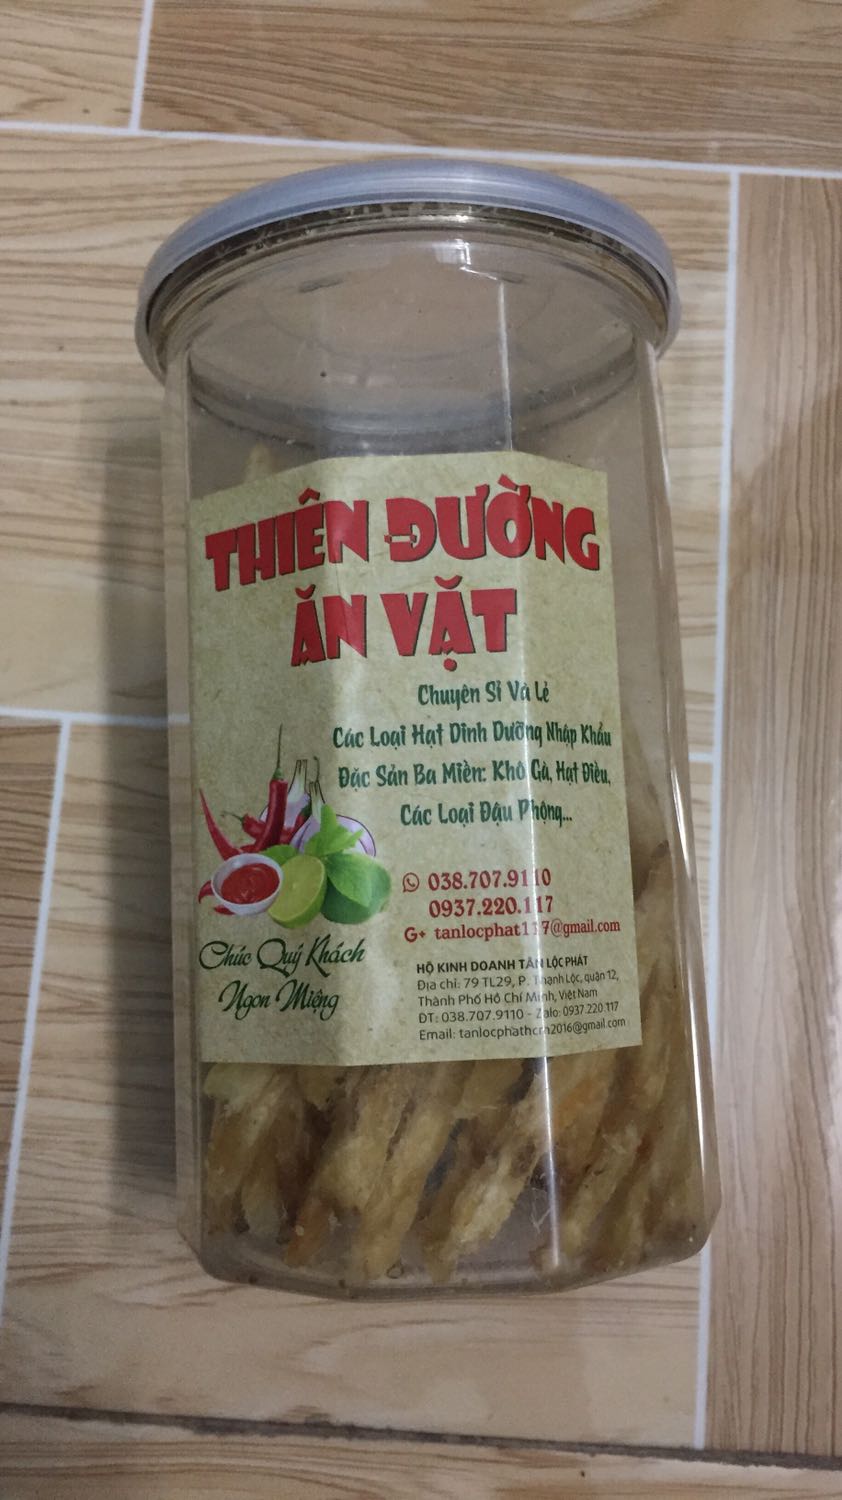 THIÊN ĐƯỜNG
ĂN VẶT
Chuyên Sỉ Và Lẻ
Các Loại Hạt Dinh Dưỡng Nhập Khẩu
Đặc Sản Ba Miền: Khô Gà, Hạt Điều,
Các Loại Đậu Phộng...
038.707.9110
0937.220.117
G+ tanlocphat117@gmail.com
Chúc Quý Khách
Ngon Miệng
HỘ KINH DOANH TÂN LỘC PHÁT
Địa chỉ: 79 TL29, P. Thạnh Lộc, quận 12,
Thành Phố Hồ Chí Minh, Việt Nam
ĐT: 038.707.9110 - Zalo: 0937.220.117
Email: tanlocphathcm2016@gmail.com